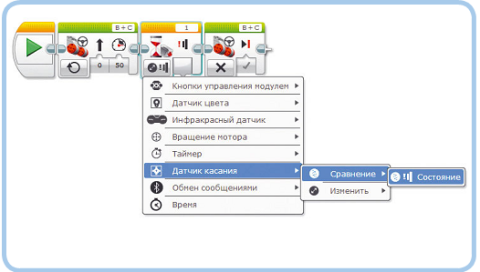 B + C
1
B + C
0 50
Кнопки управления модулем
Датчик цвета
Инфракрасный датчик
Вращение мотора
Таймер
Датчик касания
Сравнение
Состояние
Обмен сообщениями
Изменить
Время